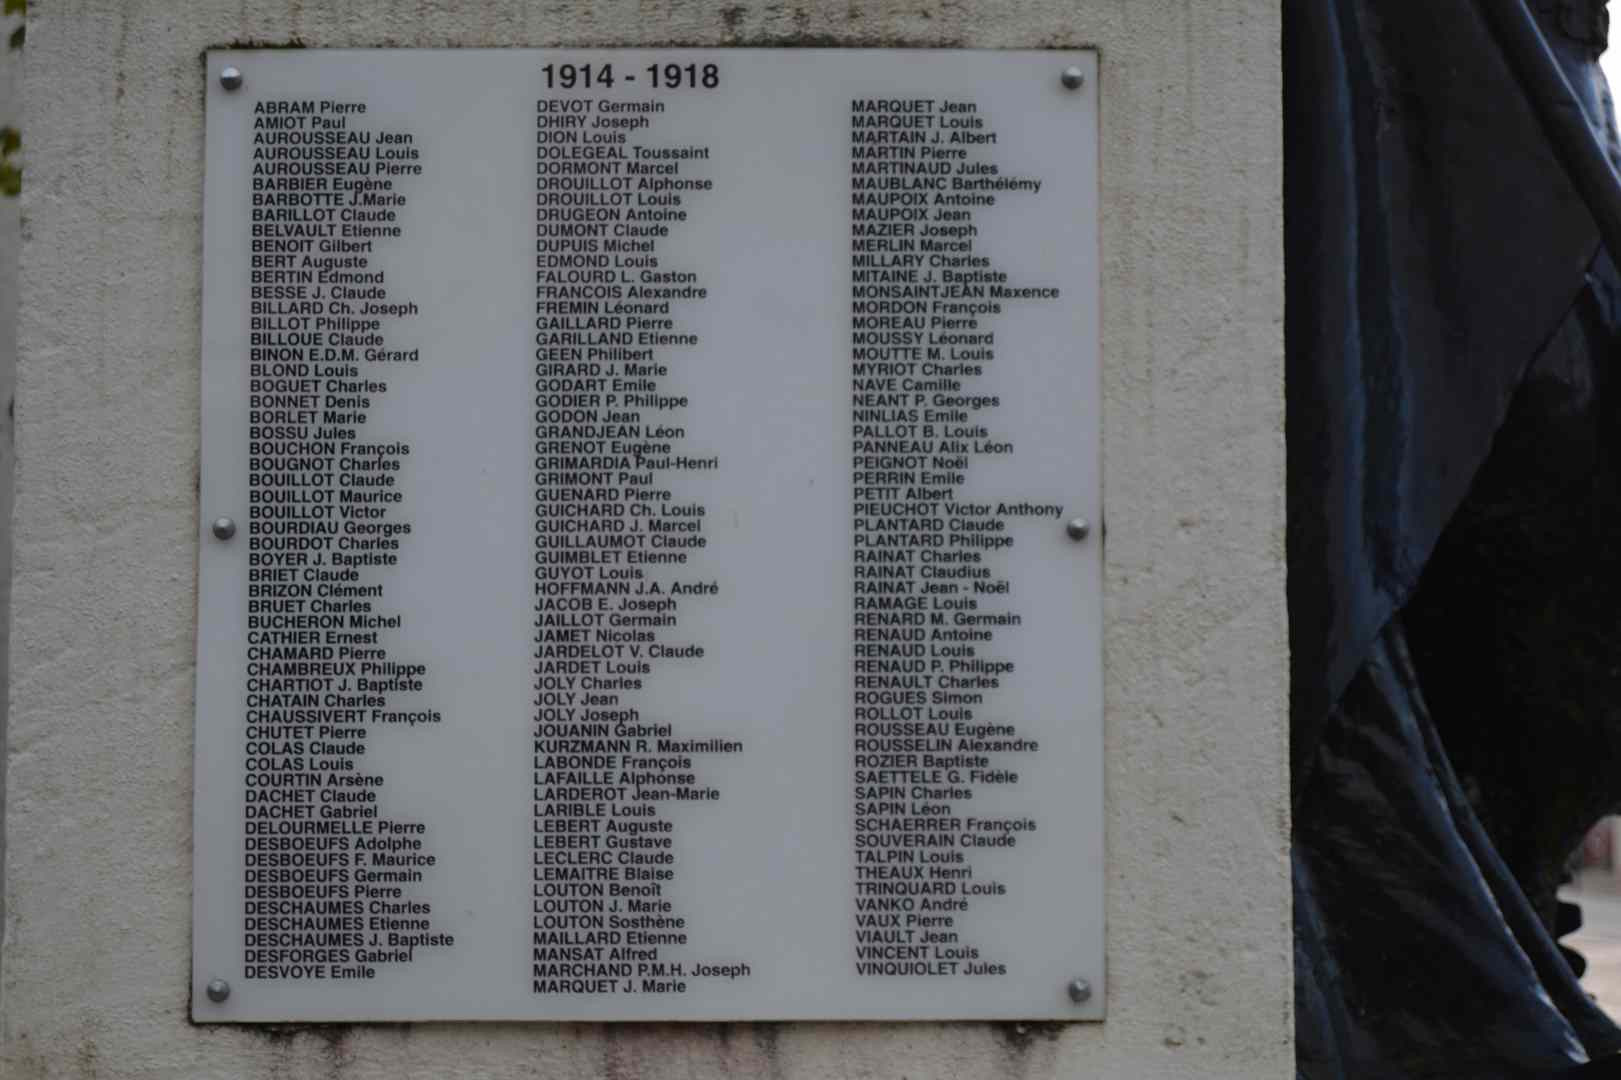 1914 - 1918
ABRAM Pierre
AMIOT Paul
AUROUSSEAU Jean
AUROUSSEAU Louis
AUROUSSEAU Pierre
BARBIER Eugène
BARBOTTE J.Marie
BARILLOT Claude
BELVAULT Etienne
BENOIT Gilbert
BERT Auguste
BERTIN Edmond
BESSE J. Claude
BILLARD Ch. Joseph
BILLOT Philippe
BILLOUE Claude
BINON E.D.M. Gérard
BLOND Louis
BOGUET Charles
BONNET Denis
BORLET Marie
BOSSU Jules
BOUCHON François
BOUGNOT Charles
BOUILLOT Claude
BOUILLOT Maurice
BOUILLOT Victor
BOURDIAU Georges
BOURDOT Charles
BOYER J. Baptiste
BRIET Claude
BRIZON Clément
BRUET Charles
BUCHERON Michel
CATHIER Ernest
CHAMARD Pierre
CHAMBREUX Philippe
CHARTIOT J. Baptiste
CHATAIN Charles
CHAUSSIVERT François
CHUTET Pierre
COLAS Claude
COLAS Louis
COURTIN Arsène
DACHET Claude
DACHET Gabriel
DELOURMELLE Pierre
DESBOEUFS Adolphe
DESBOEUFS F. Maurice
DESBOEUFS Germain
DESBOEUFS Pierre
DESCHAUMES Charles
DESCHAUMES Etienne
DESCHAUMES J. Baptiste
DESFORGES Gabriel
DESVOYE Emile
DEVOT Germain
DHIRY Joseph
DION Louis
DOLEGEAL Toussaint
DORMONT Marcel
DROUILLOT Alphonse
DROUILLOT Louis
DRUGEON Antoine
DUMONT Claude
DUPUIS Michel
EDMOND Louis
FALOURD L. Gaston
FRANCOIS Alexandre
FREMIN Léonard
GAILLARD Pierre
GARILLAND Etienne
GEEN Philibert
GIRARD J. Marie
GODART Emile
GODIER P. Philippe
GODON Jean
GRANDJEAN Léon
GRENOT Eugène
GRIMARDIA Paul-Henri
GRIMONT Paul
GUENARD Pierre
GUICHARD Ch. Louis
GUICHARD J. Marcel
GUILLAUMOT Claude
GUIMBLET Etienne
GUYOT Louis
HOFFMANN J.A. André
JACOB E. Joseph
JAILLOT Germain
JAMET Nicolas
JARDELOT V. Claude
JARDET Louis
JOLY Charles
JOLY Jean
JOLY Joseph
JOUANIN Gabriel
KURZMANN R. Maximilien
LABONDE François
LAFAILLE Alphonse
LARDEROT Jean-Marie
LARIBLE Louis
LEBERT Auguste
LEBERT Gustave
LECLERC Claude
LEMAITRE Blaise
LOUTON Benoît
LOUTON J. Marie
LOUTON Sosthène
MAILLARD Etienne
MANSAT Alfred
MARCHAND P.M.H. Joseph
MARQUET J. Marie
MARQUET Jean
MARQUET Louis
MARTAIN J. Albert
MARTIN Pierre
MARTINAUD Jules
MAUBLANC Barthélémy
MAUPOIX Antoine
MAUPOIX Jean
MAZIER Joseph
MERLIN Marcel
MILLARY Charles
MITAINE J. Baptiste
MONSAINTJEAN Maxence
MORDON François
MOREAU Pierre
MOUSSY Léonard
MOUTTE M. Louis
MYRIOT Charles
NAVE Camille
NEANT P. Georges
NINLIAS Emile
PALLOT B. Louis
PANNEAU Alix Léon
PEIGNOT Noël
PERRIN Emile
PETIT Albert
PIEUCHOT Victor Anthony
PLANTARD Claude
PLANTARD Philippe
RAINAT Charles
RAINAT Claudius
RAINAT Jean - Noël
RAMAGE Louis
RENARD M. Germain
RENAUD Antoine
RENAUD Louis
RENAUD P. Philippe
RENAULT Charles
ROGUES Simon
ROLLOT Louis
ROUSSEAU Eugène
ROUSSELIN Alexandre
ROZIER Baptiste
SAETTELE G. Fidèle
SAPIN Charles
SAPIN Léon
SCHAERRER François
SOUVERAIN Claude
TALPIN Louis
THEAUX Henri
TRINQUARD Louis
VANKO André
VAUX Pierre
VIAULT Jean
VINCENT Louis
VINQUIOLET Jules